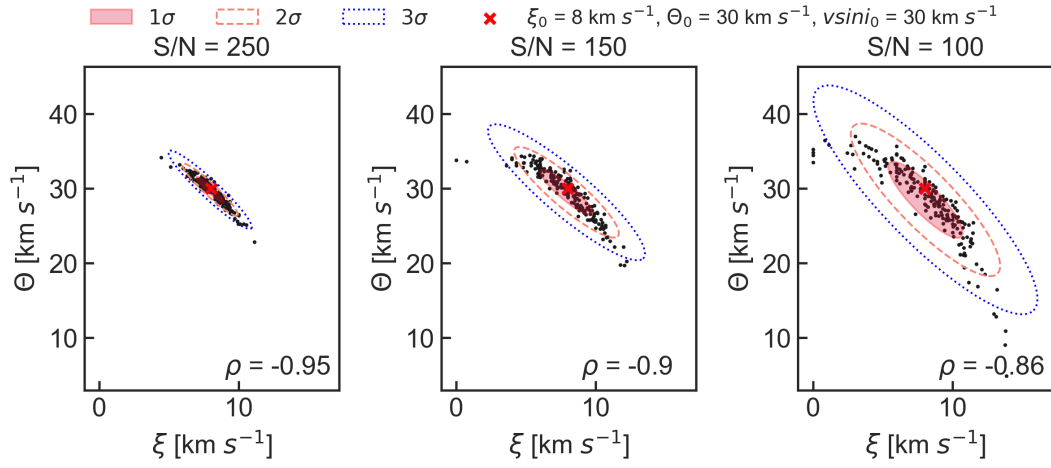 1σ 2σ 3σ ξ₀ = 8 km s⁻¹, Θ₀ = 30 km s⁻¹, vsini₀ = 30 km s⁻¹
S/N = 250 S/N = 150 S/N = 100
40 40 40
30 30 30
20 20 20
10 10 10
Θ [km s⁻¹] Θ [km s⁻¹] Θ [km s⁻¹]
ρ = -0.95 ρ = -0.9 ρ = -0.86
0 10 0 10 0 10
ξ [km s⁻¹] ξ [km s⁻¹] ξ [km s⁻¹]